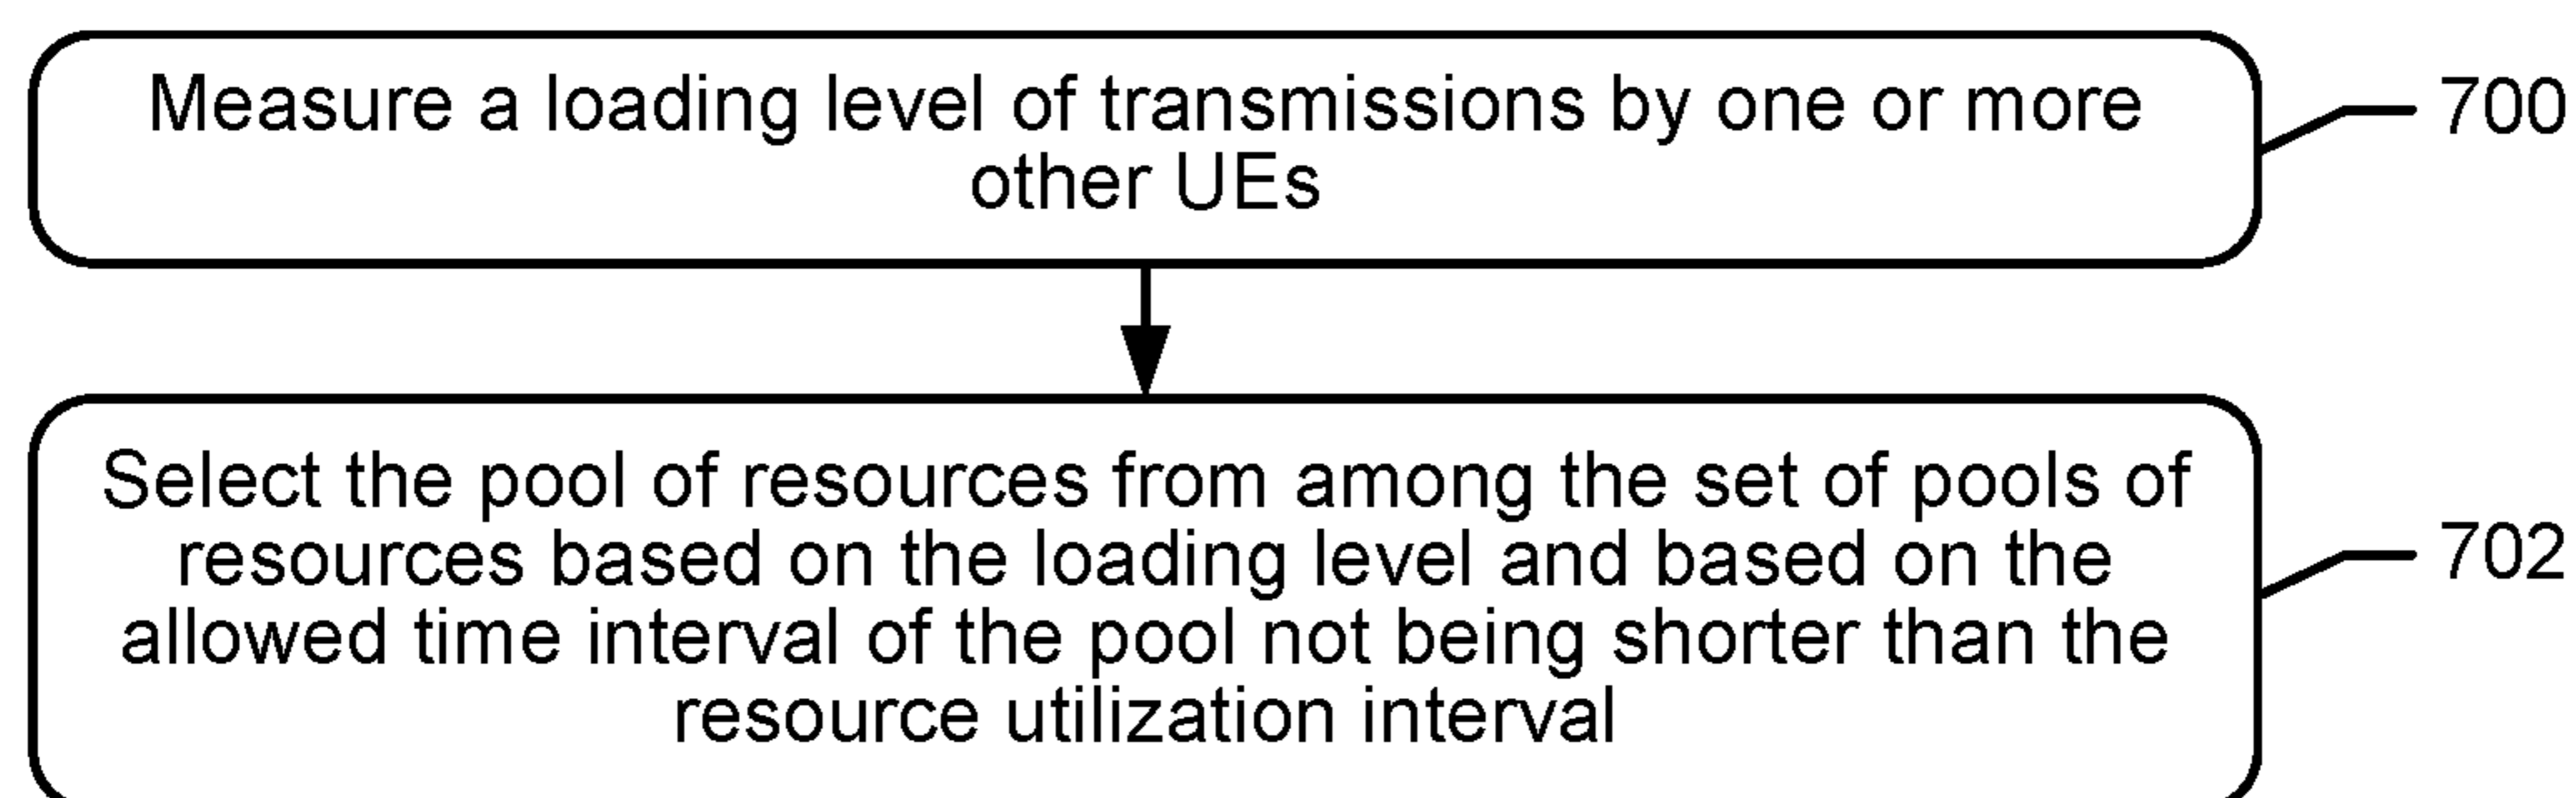 Measure a loading level of transmissions by one or more
other UEs
700
Select the pool of resources from among the set of pools of
resources based on the loading level and based on the
allowed time interval of the pool not being shorter than the
resource utilization interval
702